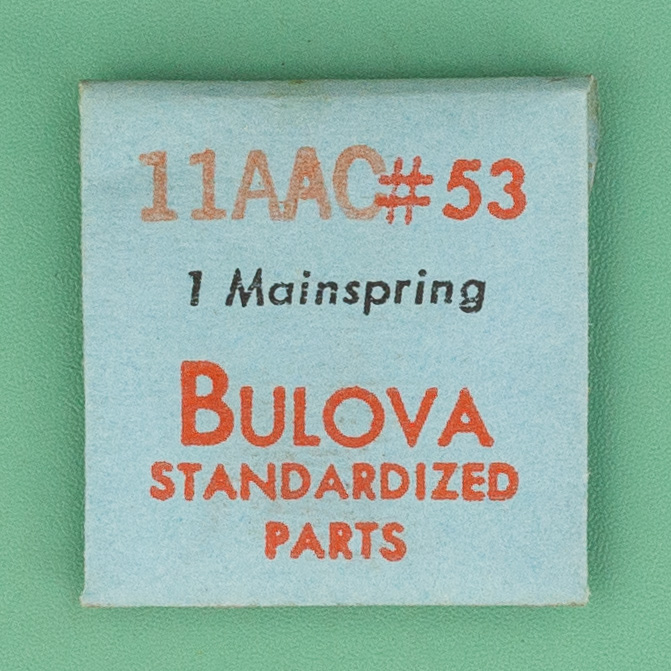 11AAC#53
1 Mainspring
BULOVA
STANDARDIZED
PARTS